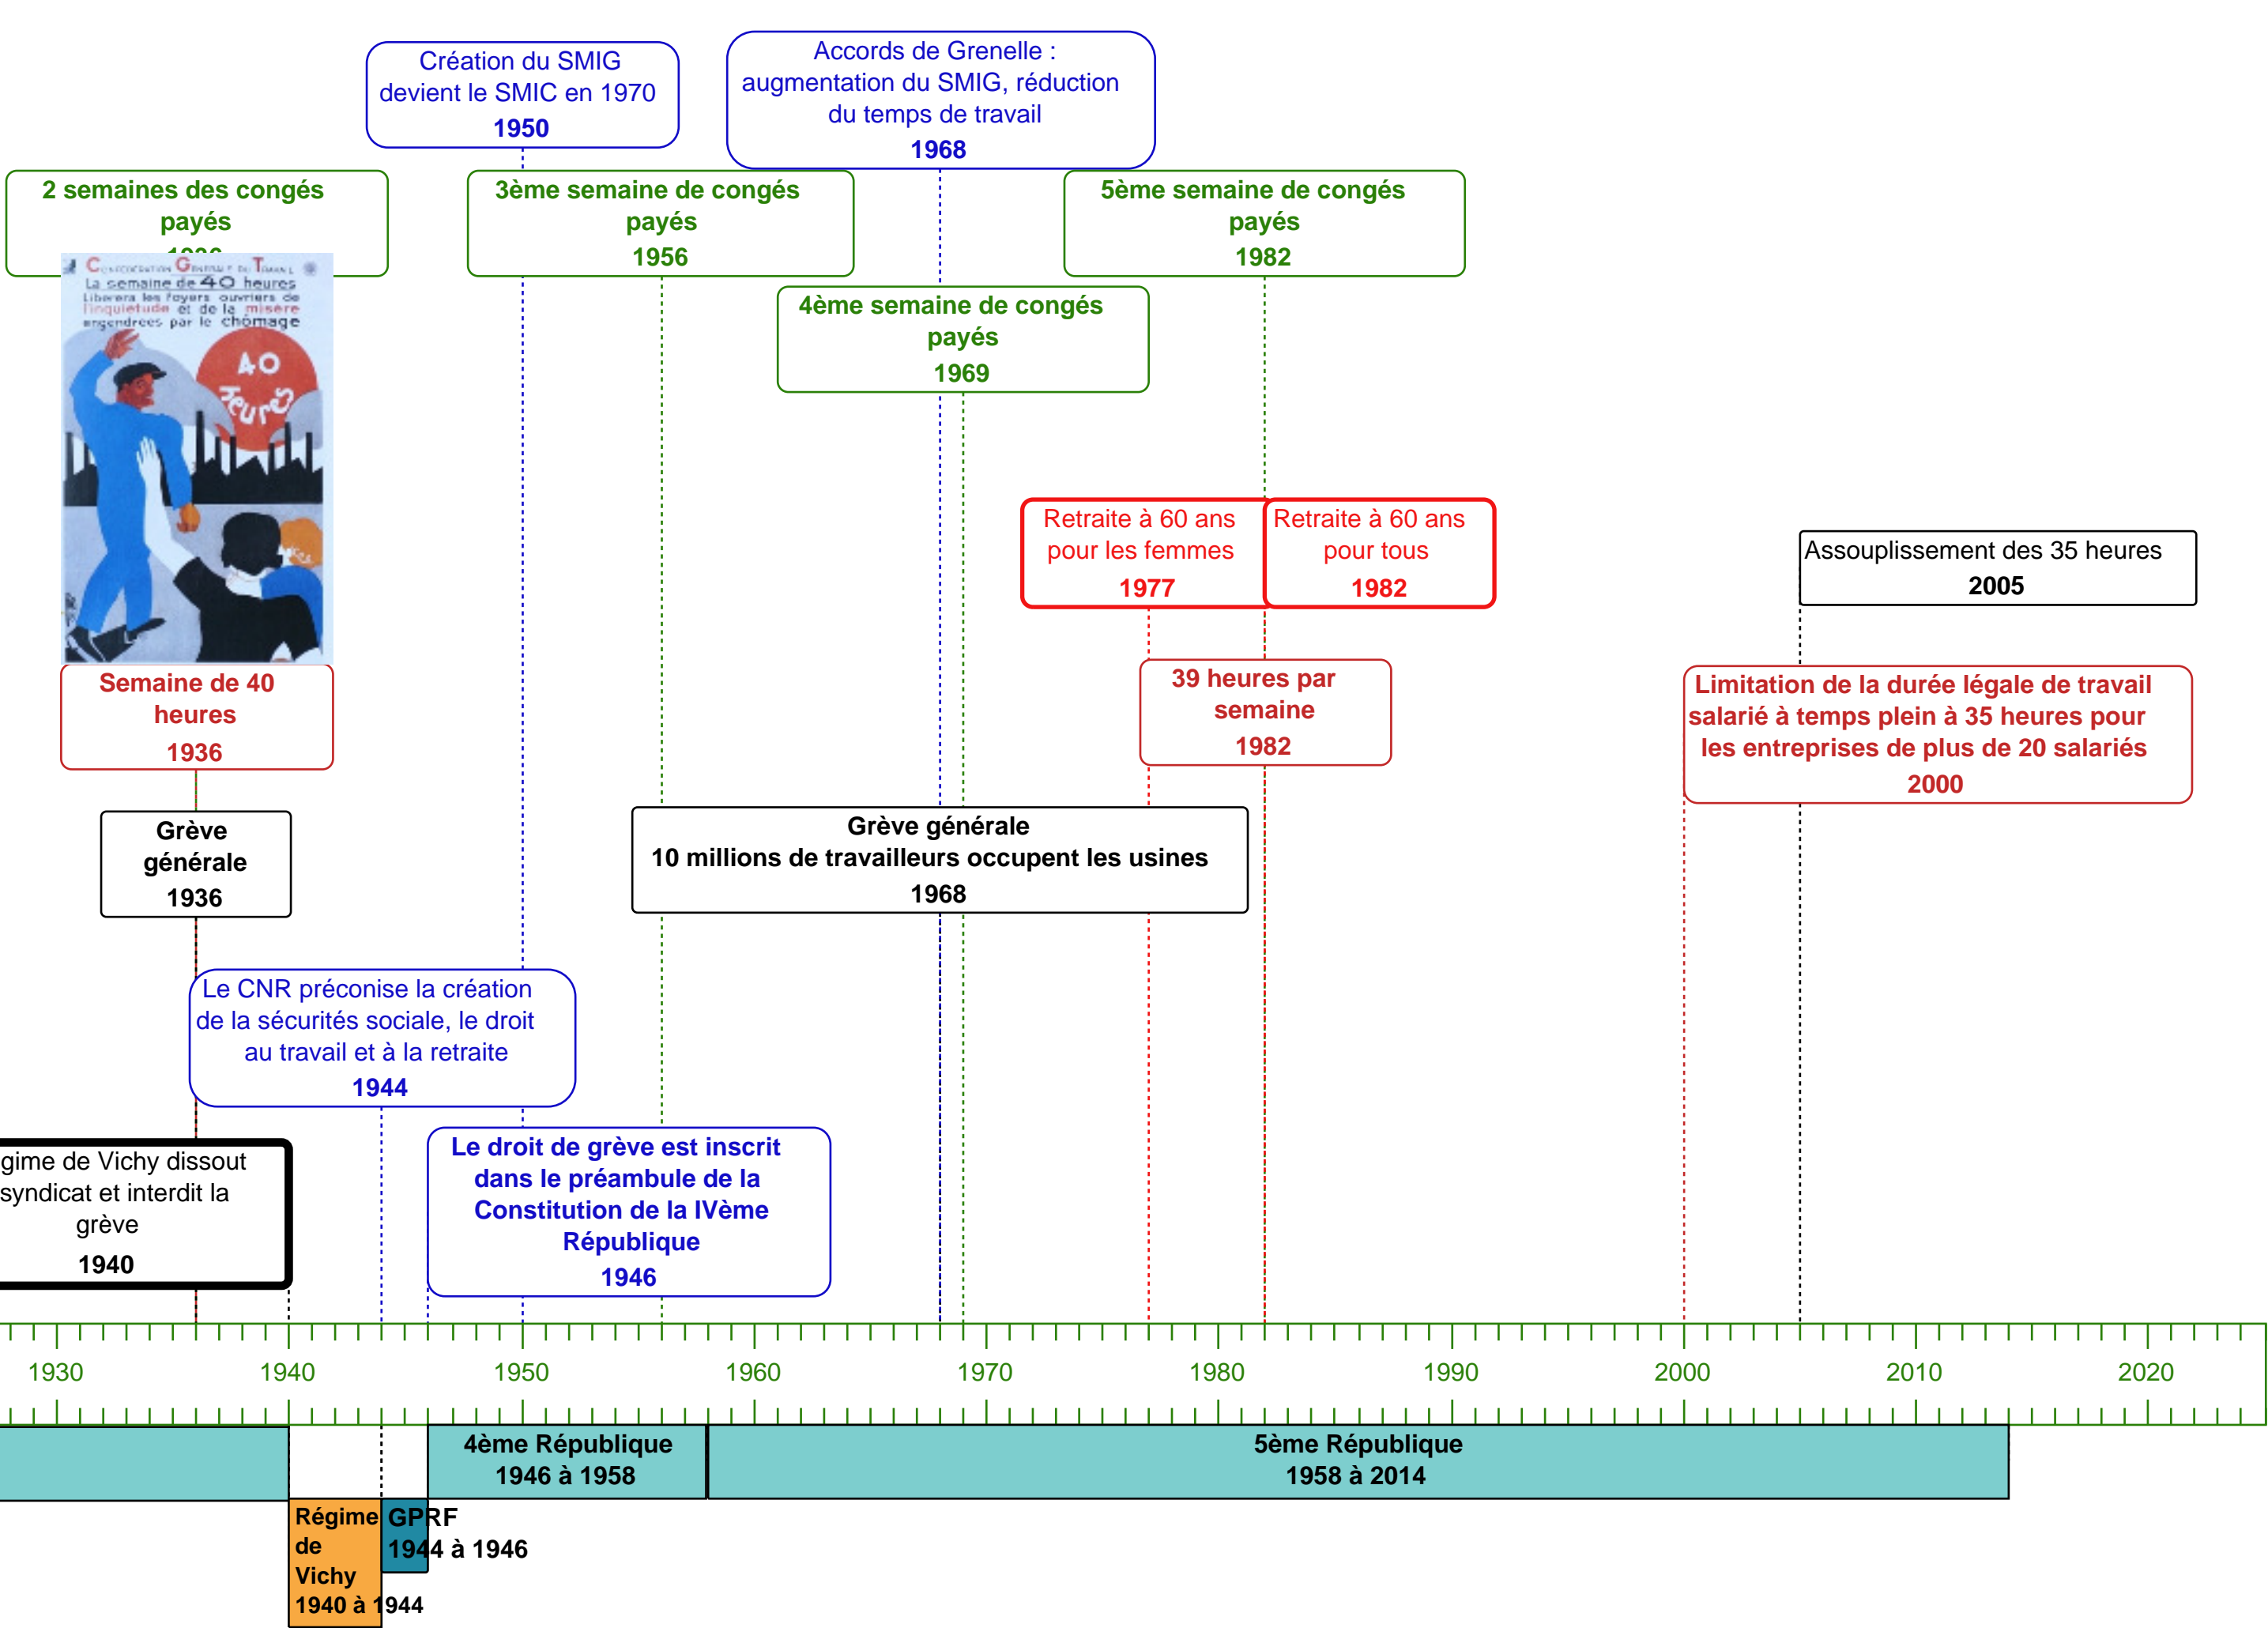 Création du SMIG
devient le SMIC en 1970
1950
Accords de Grenelle :
augmentation du SMIG, réduction
du temps de travail
1968
2 semaines des congés
payés
3ème semaine de congés
payés
1956
5ème semaine de congés
payés
1982
CONFEDERATION GENERALE DU TRAVAIL
La semaine de 40 heures
Liberera les foyers ouvriers de
l'inquietude et de la misere
engendrees par le chômage
40
heures
4ème semaine de congés
payés
1969
Retraite à 60 ans
pour les femmes
1977
Retraite à 60 ans
pour tous
1982
Assouplissement des 35 heures
2005
Semaine de 40
heures
1936
39 heures par
semaine
1982
Limitation de la durée légale de travail
salarié à temps plein à 35 heures pour
les entreprises de plus de 20 salariés
2000
Grève
générale
1936
Grève générale
10 millions de travailleurs occupent les usines
1968
Le CNR préconise la création
de la sécurités sociale, le droit
au travail et à la retraite
1944
gime de Vichy dissout
syndicat et interdit la
grève
1940
Le droit de grève est inscrit
dans le préambule de la
Constitution de la IVème
République
1946
1930 1940 1950 1960 1970 1980 1990 2000 2010 2020
4ème République
1946 à 1958
5ème République
1958 à 2014
Régime
de
Vichy
1940 à 1944
GPRF
1944 à 1946